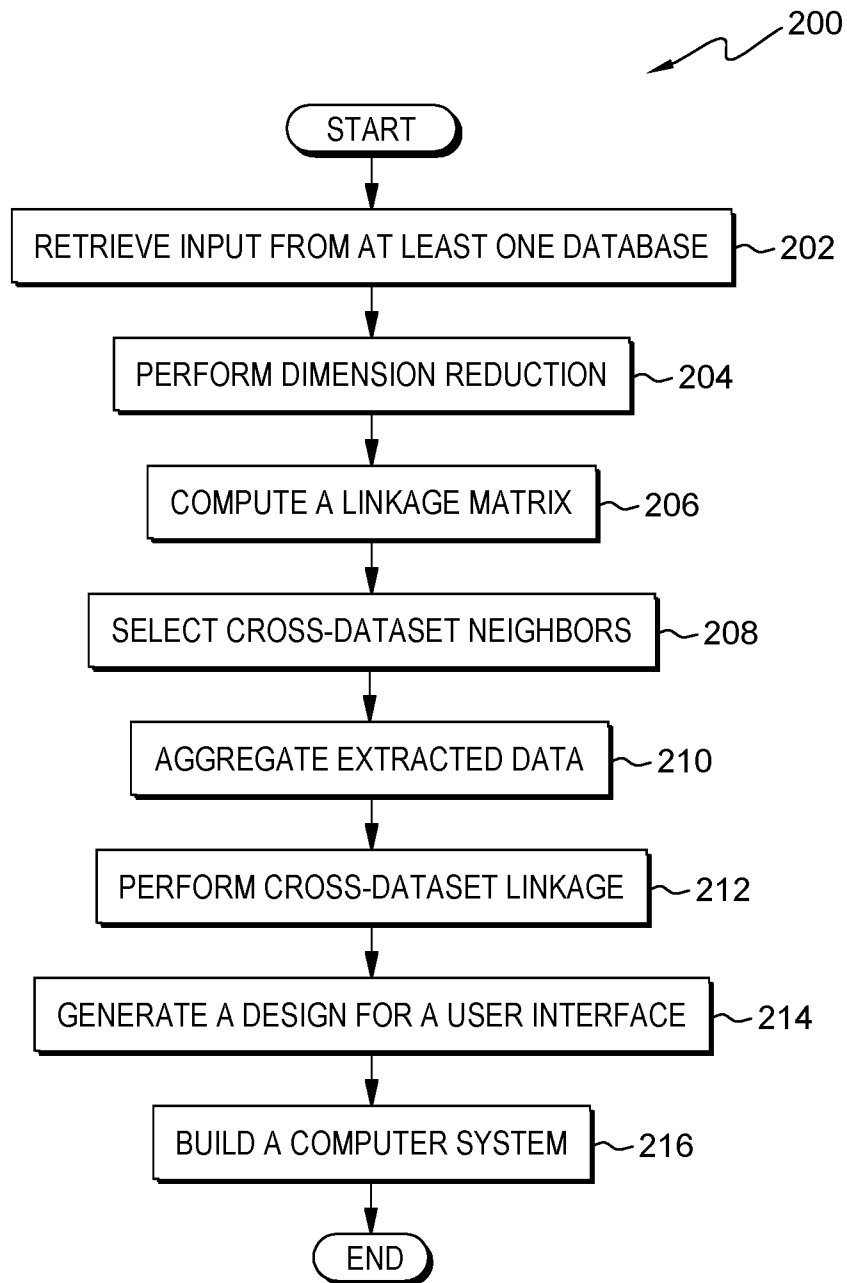 200
START
RETRIEVE INPUT FROM AT LEAST ONE DATABASE
202
PERFORM DIMENSION REDUCTION
204
COMPUTE A LINKAGE MATRIX
206
SELECT CROSS-DATASET NEIGHBORS
208
AGGREGATE EXTRACTED DATA
210
PERFORM CROSS-DATASET LINKAGE
212
GENERATE A DESIGN FOR A USER INTERFACE
214
BUILD A COMPUTER SYSTEM
216
END